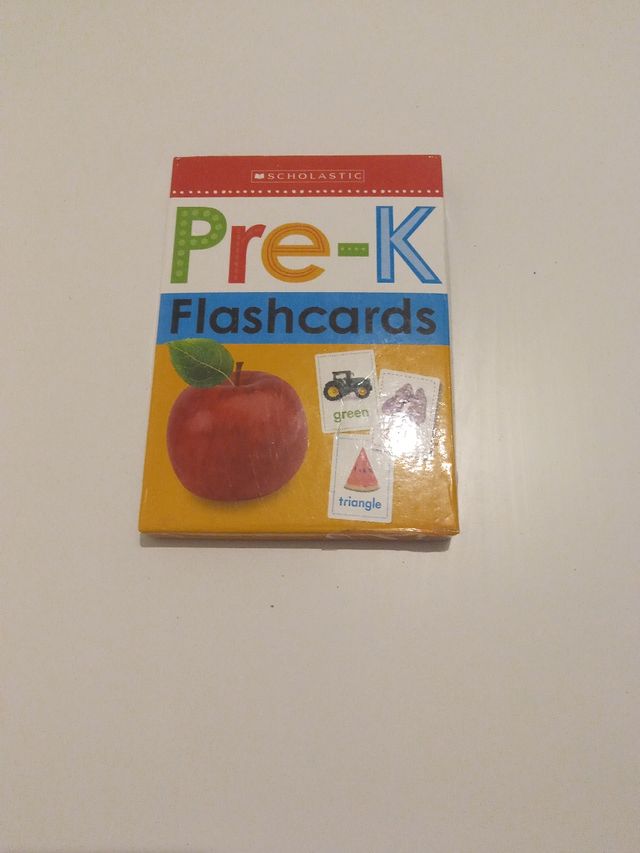 SCHOLASTIC
Pre-K
Flashcards
green
triangle